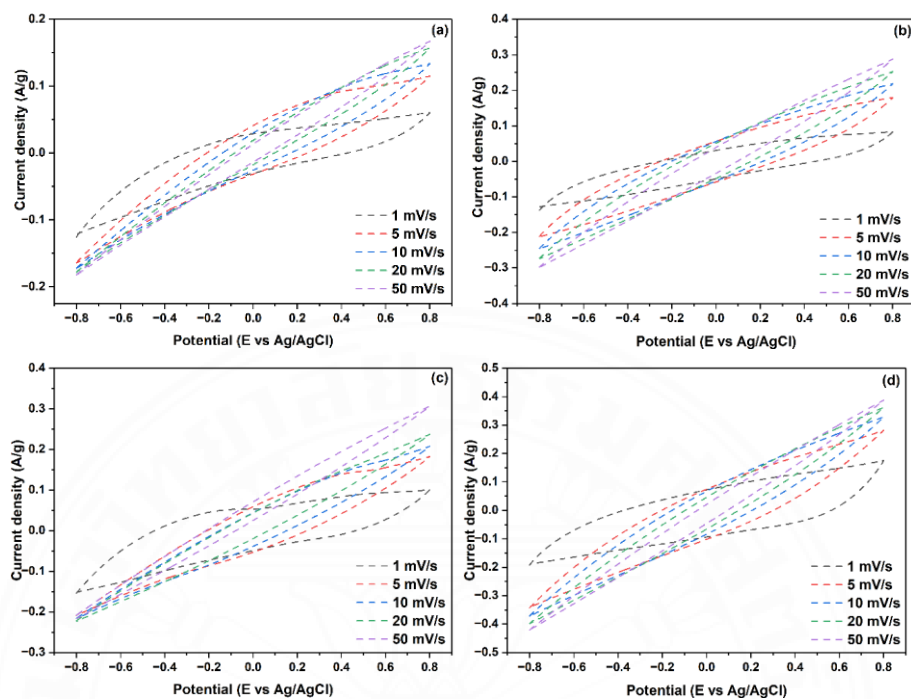 (a)
Current density (A/g)
0.2
0.1
0.0
−0.1
−0.2
1 mV/s
5 mV/s
10 mV/s
20 mV/s
50 mV/s
−0.8 −0.6 −0.4 −0.2 0.0 0.2 0.4 0.6 0.8
Potential (E vs Ag/AgCl)
(b)
Current density (A/g)
0.4
0.3
0.2
0.1
0.0
−0.1
−0.2
−0.3
−0.4
1 mV/s
5 mV/s
10 mV/s
20 mV/s
50 mV/s
−0.8 −0.6 −0.4 −0.2 0.0 0.2 0.4 0.6 0.8
Potential (E vs Ag/AgCl)
(c)
Current density (A/g)
0.4
0.3
0.2
0.1
0.0
−0.1
−0.2
−0.3
1 mV/s
5 mV/s
10 mV/s
20 mV/s
50 mV/s
−0.8 −0.6 −0.4 −0.2 0.0 0.2 0.4 0.6 0.8
Potential (E vs Ag/AgCl)
(d)
Current density (A/g)
0.5
0.4
0.3
0.2
0.1
0.0
−0.1
−0.2
−0.3
−0.4
−0.5
1 mV/s
5 mV/s
10 mV/s
20 mV/s
50 mV/s
−0.8 −0.6 −0.4 −0.2 0.0 0.2 0.4 0.6 0.8
Potential (E vs Ag/AgCl)